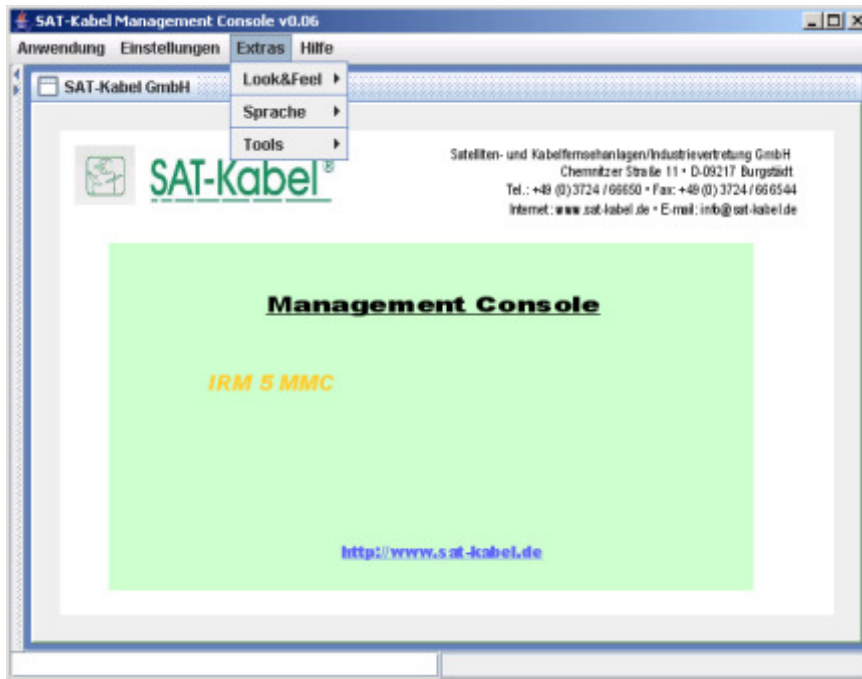 SAT-Kabel Management Console v0.06
Anwendung Einstellungen Extras Hilfe
SAT-Kabel GmbH
Look&Feel
Sprache
Tools
SAT-Kabel®
Satelliten- und Kabelfernsehanlagen/Industrievertretung GmbH
Chemnitzer Straße 11 • D-09217 Burgstädt
Tel.: +49 (0) 3724 / 66650 • Fax: +49 (0) 3724 / 666544
Internet: www.sat-kabel.de • E-mail: info@sat-kabel.de
Management Console
IRM 5 MMC
http://www.sat-kabel.de